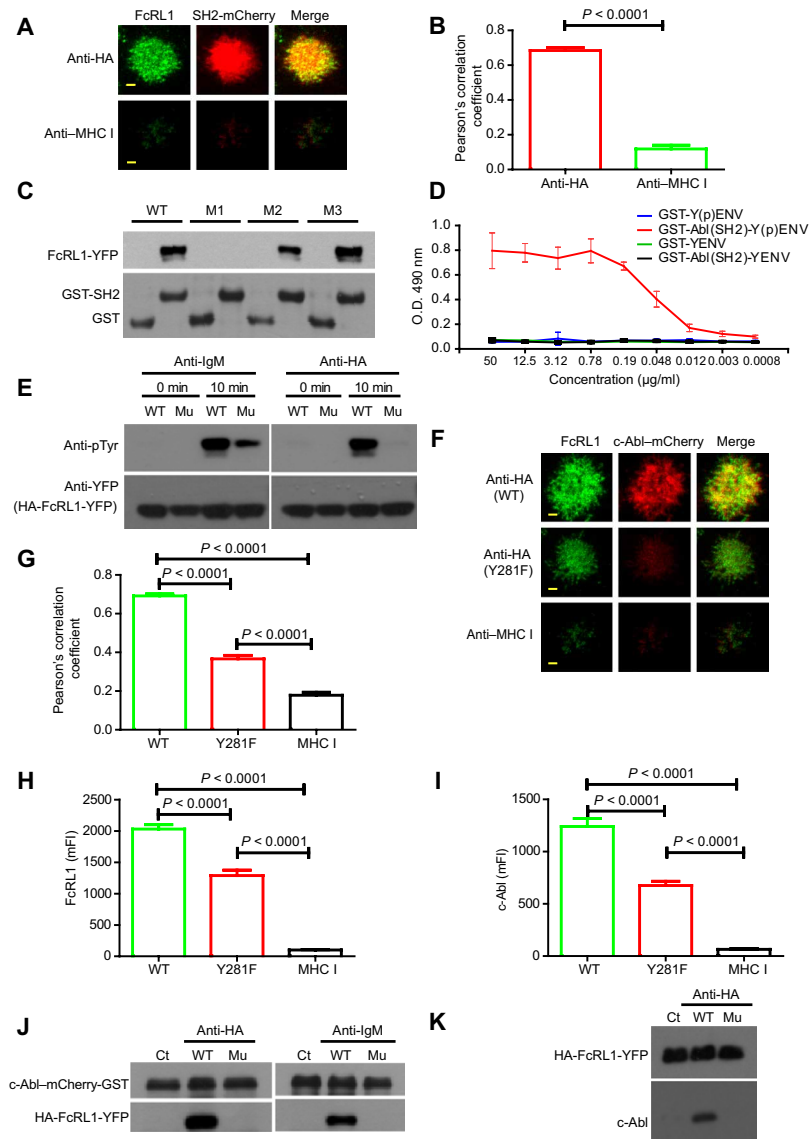 A
FcRL1 SH2-mCherry Merge
Anti-HA
Anti–MHC I
B
P < 0.0001
Pearson's correlation
coefficient
0.8
0.6
0.4
0.2
0.0
Anti-HA Anti–MHC I
C
WT M1 M2 M3
FcRL1-YFP
GST-SH2
GST
D
GST-Y(p)ENV
GST-Abl(SH2)-Y(p)ENV
GST-YENV
GST-Abl(SH2)-YENV
O.D. 490 nm
1.0
0.8
0.6
0.4
0.2
0.0
50 12.5 3.12 0.78 0.19 0.048 0.012 0.003 0.0008
Concentration (µg/ml)
E
Anti-IgM Anti-HA
0 min 10 min 0 min 10 min
WT Mu WT Mu WT Mu WT Mu
Anti-pTyr
Anti-YFP
(HA-FcRL1-YFP)
F
FcRL1 c-Abl–mCherry Merge
Anti-HA
(WT)
Anti-HA
(Y281F)
Anti–MHC I
G
P < 0.0001
P < 0.0001
P < 0.0001
Pearson's correlation
coefficient
0.8
0.6
0.4
0.2
0.0
WT Y281F MHC I
H
P < 0.0001
P < 0.0001
P < 0.0001
FcRL1 (mFI)
2500
2000
1500
1000
500
0
WT Y281F MHC I
I
P < 0.0001
P < 0.0001
P < 0.0001
c-Abl (mFI)
1500
1000
500
0
WT Y281F MHC I
J
Anti-HA Anti-IgM
Ct WT Mu Ct WT Mu
c-Abl–mCherry-GST
HA-FcRL1-YFP
K
Anti-HA
Ct WT Mu
HA-FcRL1-YFP
c-Abl